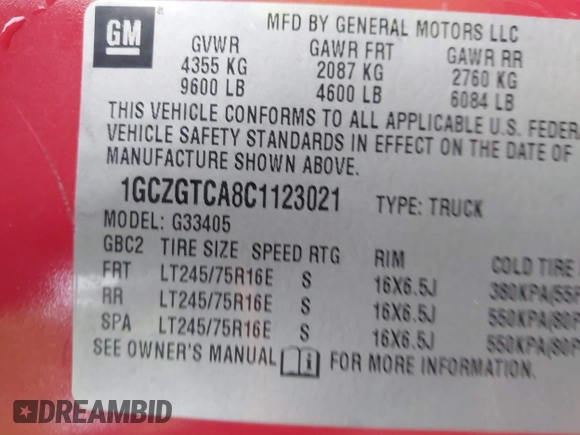 GM
MFD BY GENERAL MOTORS LLC
GVWR GAWR FRT GAWR RR
4355 KG 2087 KG 2760 KG
9600 LB 4600 LB 6084 LB
THIS VEHICLE CONFORMS TO ALL APPLICABLE U.S. FEDER
VEHICLE SAFETY STANDARDS IN EFFECT ON THE DATE OF
MANUFACTURE SHOWN ABOVE.
1GCZGTCA8C1123021 TYPE: TRUCK
MODEL: G33405
GBC2 TIRE SIZE SPEED RTG RIM COLD TIRE
FRT LT245/75R16E S 16X6.5J 380KPA/55P
RR LT245/75R16E S 16X6.5J 550KPA/80P
SPA LT245/75R16E S 16X6.5J 550KPA/80P
SEE OWNER'S MANUAL FOR MORE INFORMATION.
DREAMBID